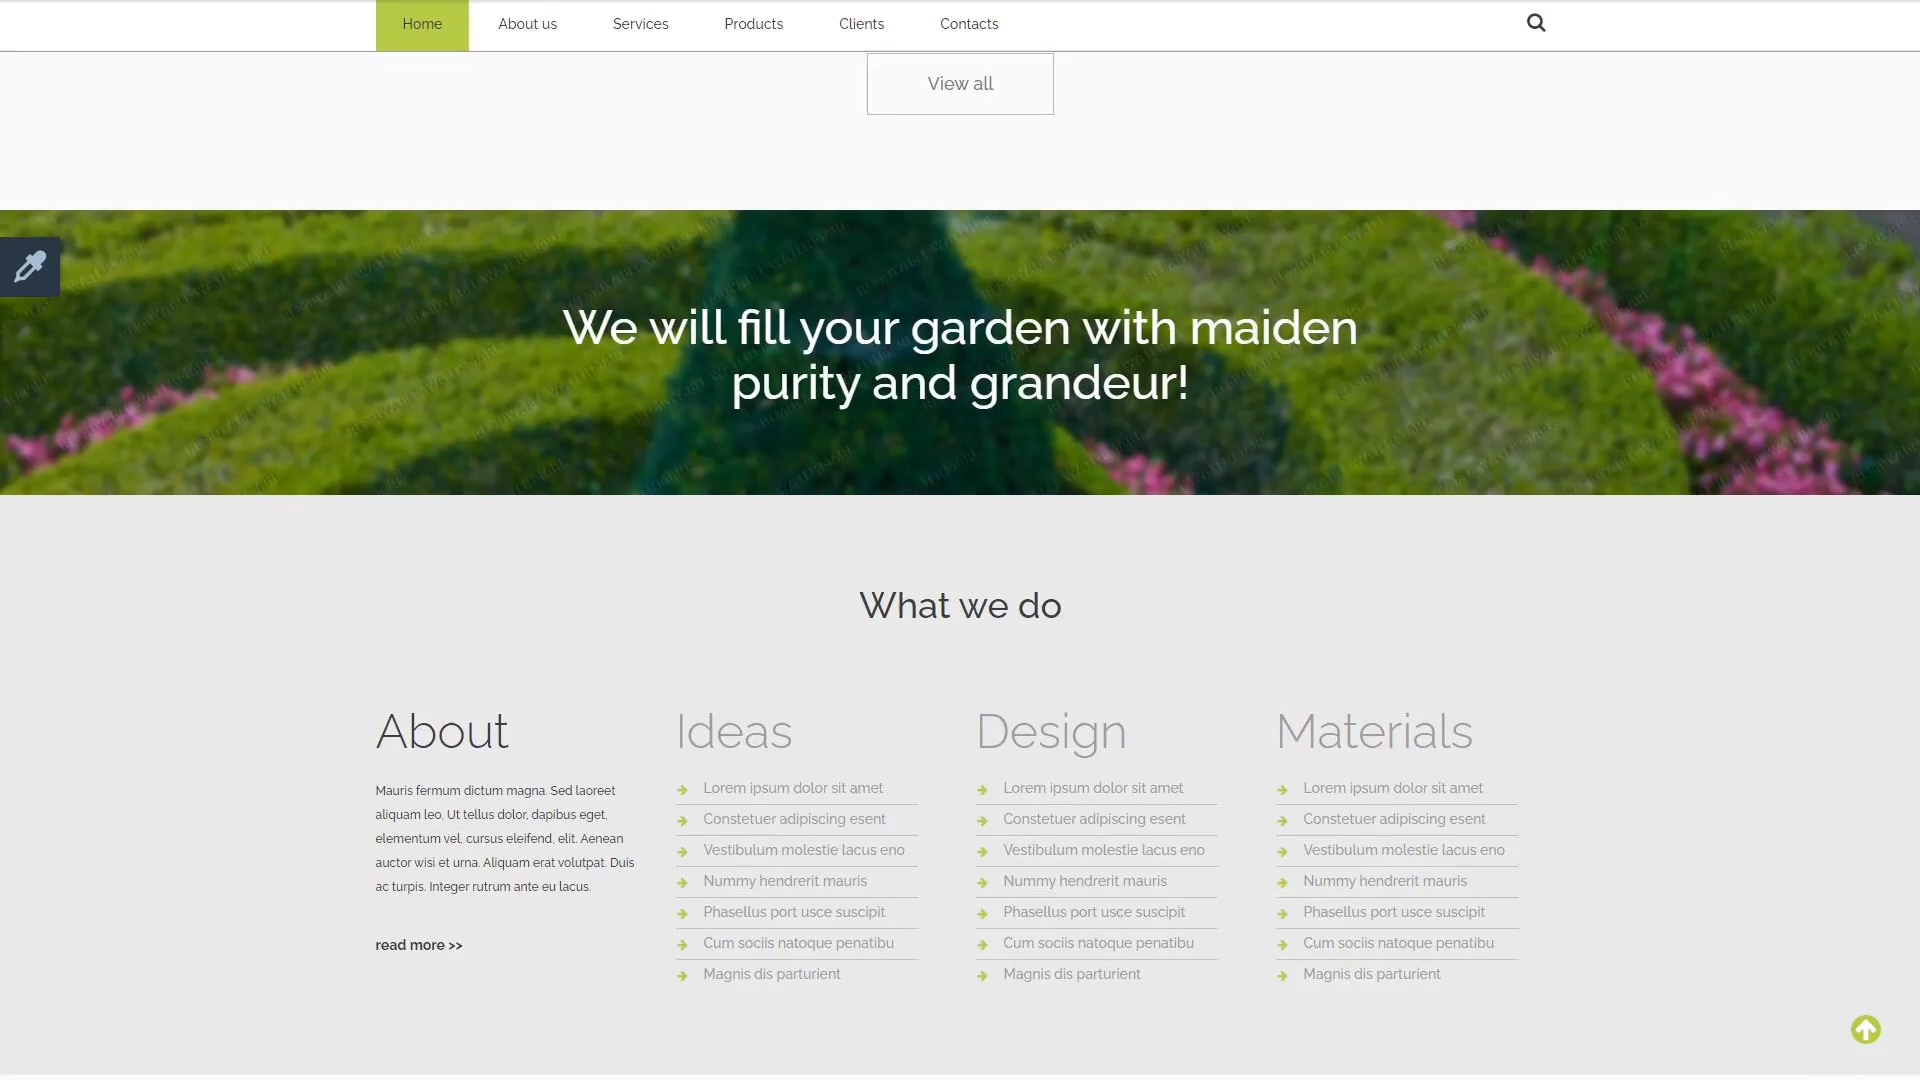 Home About us Services Products Clients Contacts
View all
We will fill your garden with maiden
purity and grandeur!
What we do
About
Mauris fermum dictum magna. Sed laoreet
aliquam leo. Ut tellus dolor, dapibus eget,
elementum vel, cursus eleifend, elit. Aenean
auctor wisi et urna. Aliquam erat volutpat. Duis
ac turpis. Integer rutrum ante eu lacus.
read more >>
Ideas
Lorem ipsum dolor sit amet
Constetuer adipiscing esent
Vestibulum molestie lacus eno
Nummy hendrerit mauris
Phasellus port usce suscipit
Cum sociis natoque penatibu
Magnis dis parturient
Design
Lorem ipsum dolor sit amet
Constetuer adipiscing esent
Vestibulum molestie lacus eno
Nummy hendrerit mauris
Phasellus port usce suscipit
Cum sociis natoque penatibu
Magnis dis parturient
Materials
Lorem ipsum dolor sit amet
Constetuer adipiscing esent
Vestibulum molestie lacus eno
Nummy hendrerit mauris
Phasellus port usce suscipit
Cum sociis natoque penatibu
Magnis dis parturient